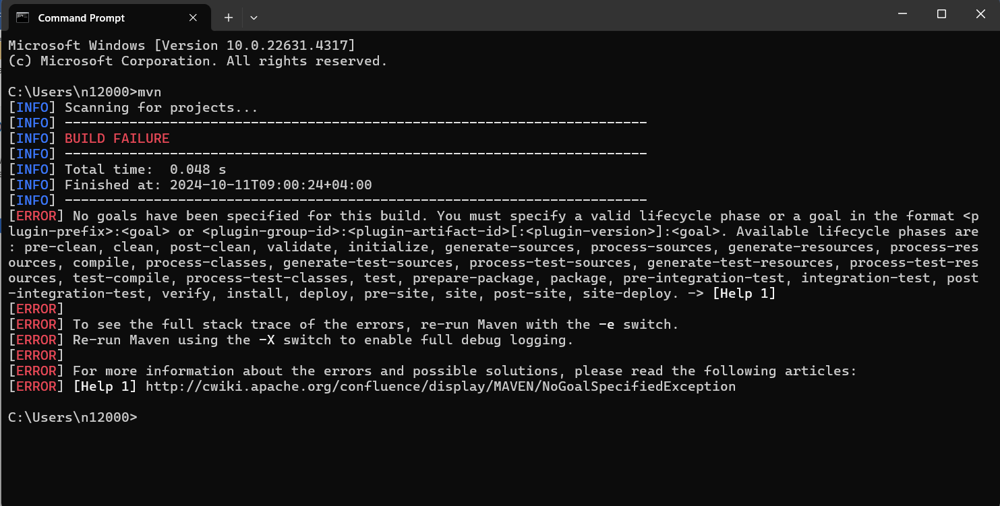 Command Prompt
Microsoft Windows [Version 10.0.22631.4317]
(c) Microsoft Corporation. All rights reserved.
C:\Users\n12000>mvn
[INFO] Scanning for projects...
[INFO] ------------------------------------------------------------------------
[INFO] BUILD FAILURE
[INFO] ------------------------------------------------------------------------
[INFO] Total time:  0.048 s
[INFO] Finished at: 2024-10-11T09:00:24+04:00
[INFO] ------------------------------------------------------------------------
[ERROR] No goals have been specified for this build. You must specify a valid lifecycle phase or a goal in the format <p
lugin-prefix>:<goal> or <plugin-group-id>:<plugin-artifact-id>[:<plugin-version>]:<goal>. Available lifecycle phases are
: pre-clean, clean, post-clean, validate, initialize, generate-sources, process-sources, generate-resources, process-res
ources, compile, process-classes, generate-test-sources, process-test-sources, generate-test-resources, process-test-res
ources, test-compile, process-test-classes, test, prepare-package, package, pre-integration-test, integration-test, post
-integration-test, verify, install, deploy, pre-site, site, post-site, site-deploy. -> [Help 1]
[ERROR]
[ERROR] To see the full stack trace of the errors, re-run Maven with the -e switch.
[ERROR] Re-run Maven using the -X switch to enable full debug logging.
[ERROR]
[ERROR] For more information about the errors and possible solutions, please read the following articles:
[ERROR] [Help 1] http://cwiki.apache.org/confluence/display/MAVEN/NoGoalSpecifiedException
C:\Users\n12000>